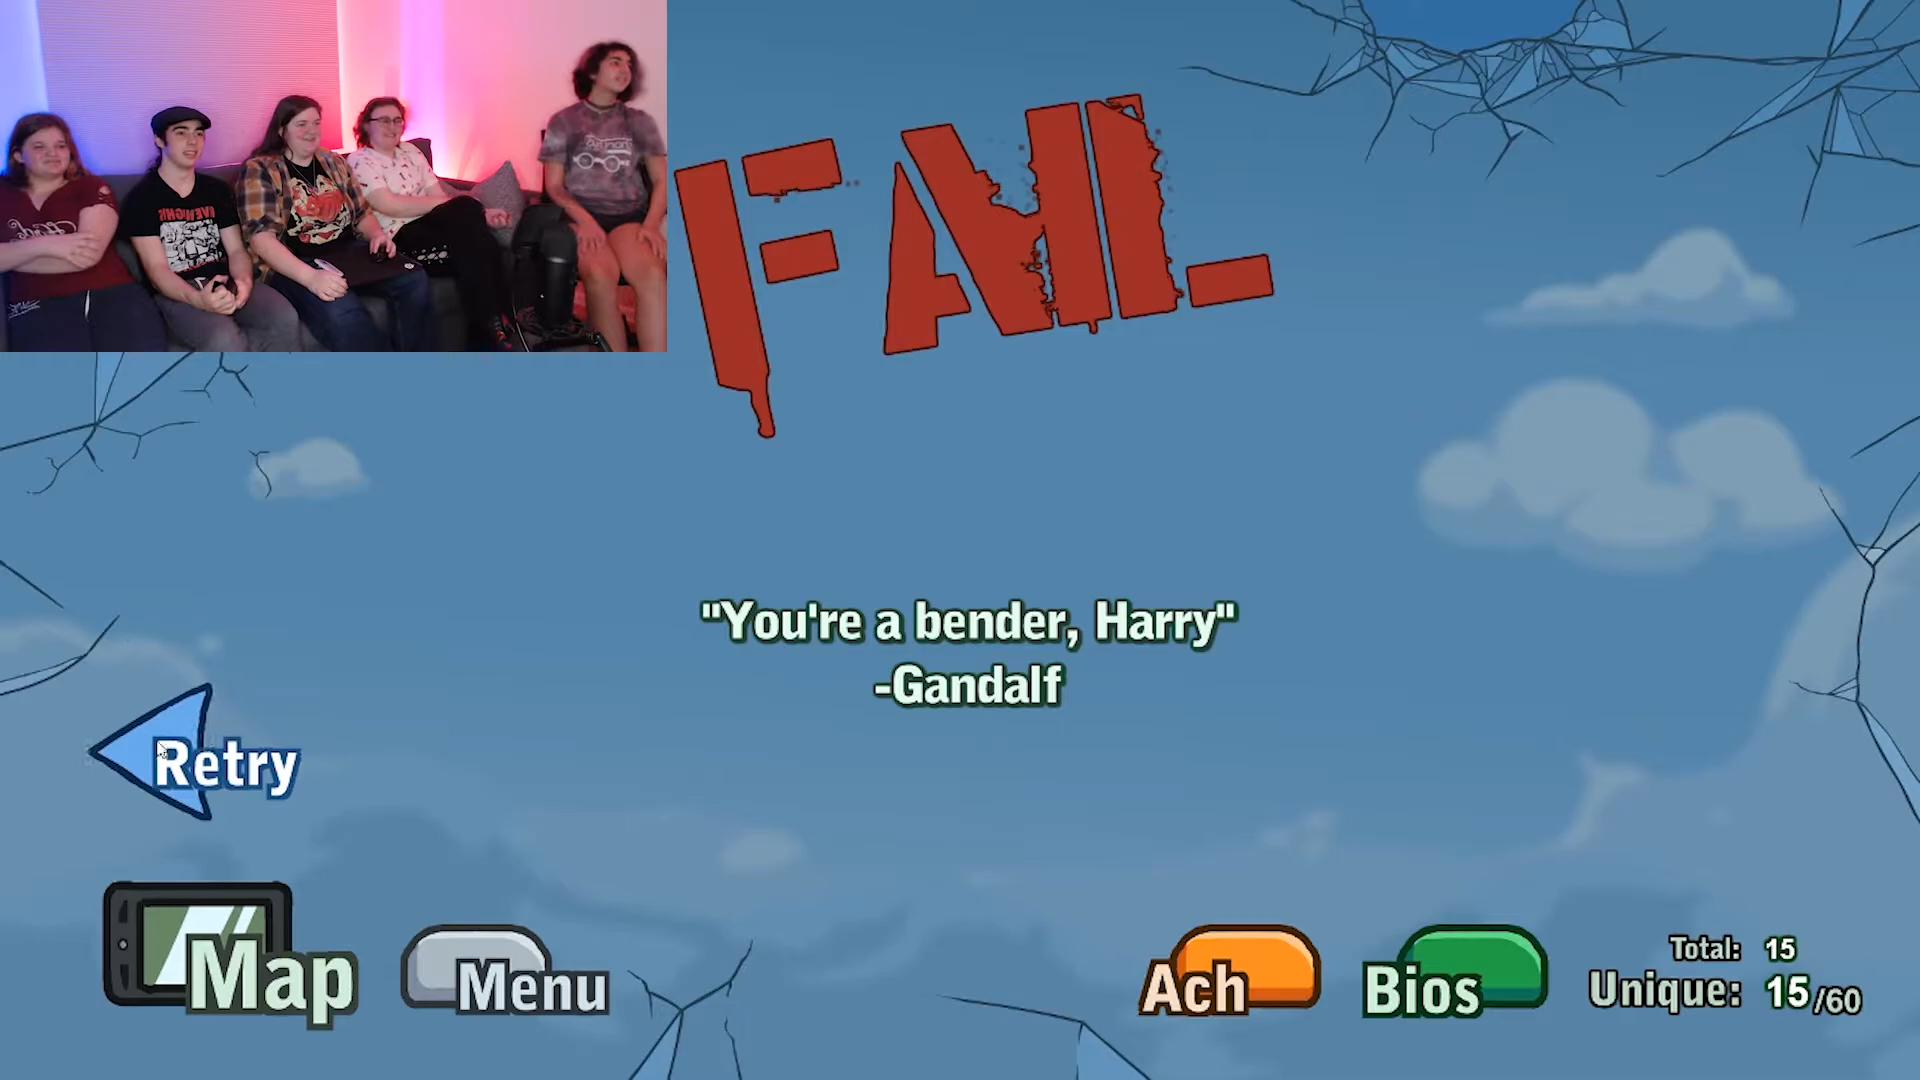 FAIL
"You're a bender, Harry"
-Gandalf
Retry
Map
Menu
Ach
Bios
Total: 15
Unique: 15/60